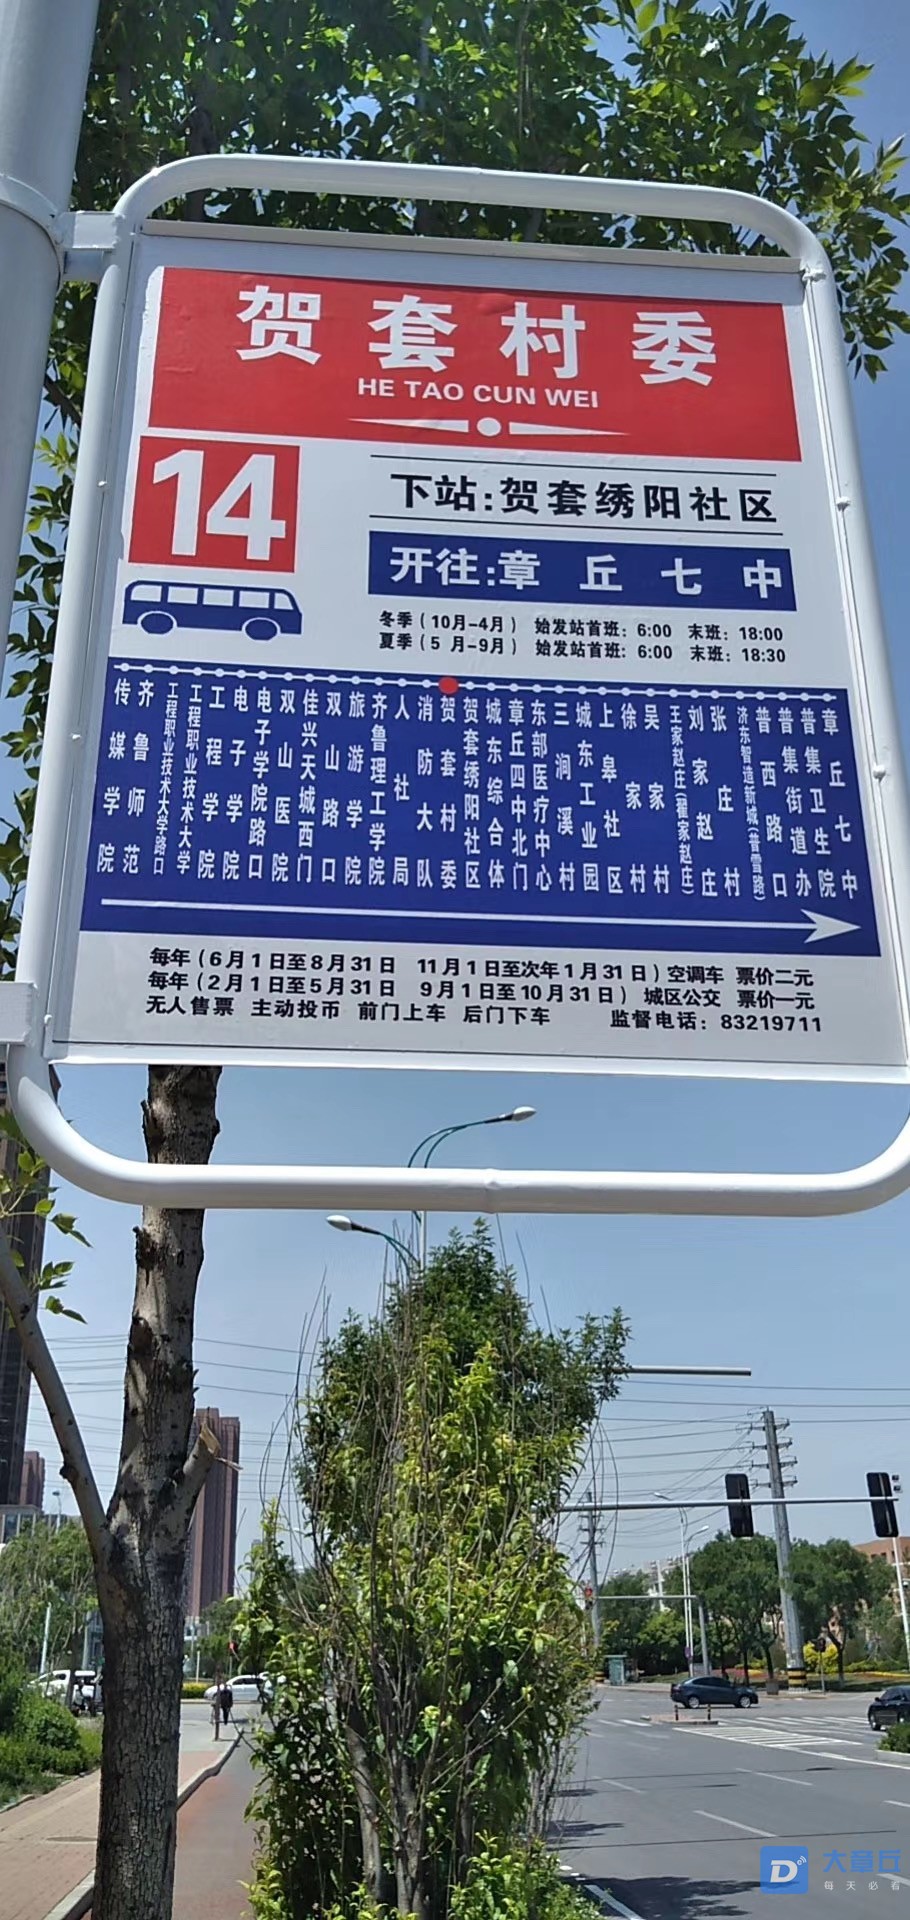 贺套村委
HE TAO CUN WEI
14
下站:贺套绣阳社区
开往:章丘七中
冬季(10月-4月) 始发站首班:6:00 末班:18:00
夏季(5月-9月) 始发站首班:6:00 末班:18:30
传媒学院
齐鲁师范
工程职业技术大学路口
工程职业技术大学
工程学院
电子学院
电子学院路口
双山医院
佳兴天城西门
双山路口
旅游学院
齐鲁理工学院
人社局
消防大队
贺套村委
贺套绣阳社区
城东综合体
章丘四中北门
东部医疗中心
三涧溪村
城东工业园
上皋社区
徐家村
吴家村
王家赵庄(翟家赵庄)
刘家赵庄
张庄村
济东智造新城(普雪路)
普西路口
普集街道办
普集卫生院
章丘七中
每年(6月1日至8月31日 11月1日至次年1月31日)空调车 票价二元
每年(2月1日至5月31日 9月1日至10月31日) 城区公交 票价一元
无人售票 主动投币 前门上车 后门下车 监督电话:83219711
大章丘
每天必看